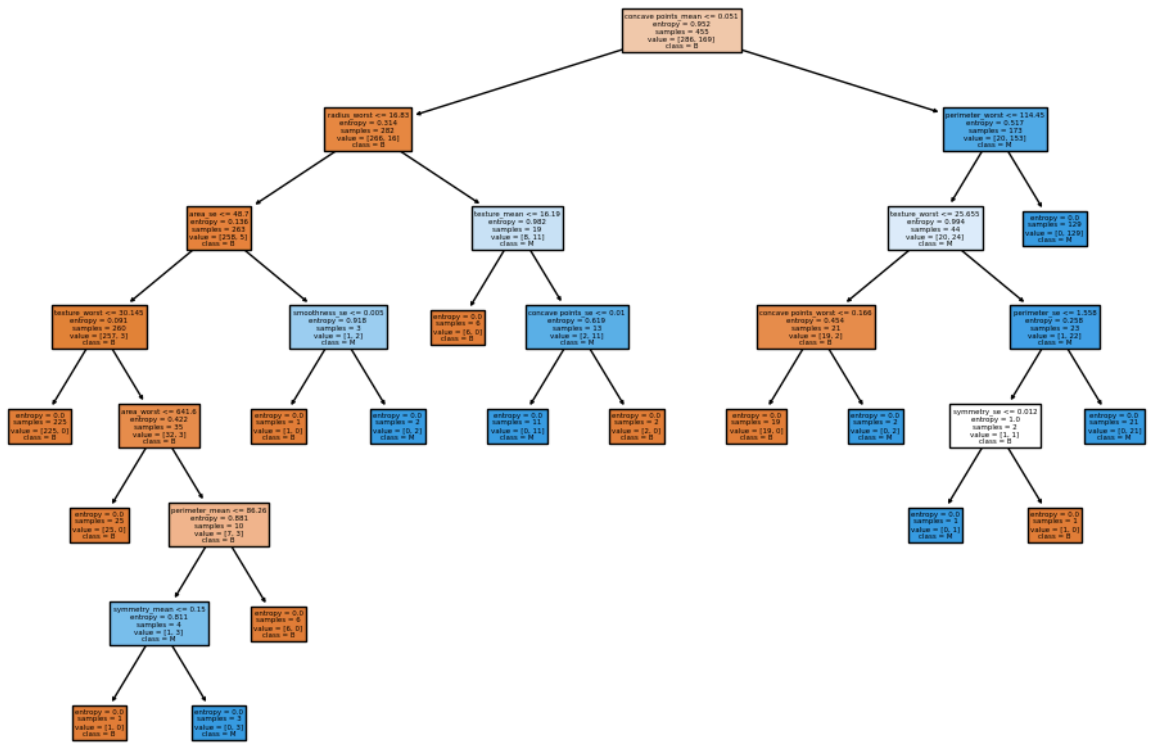 concave points_mean <= 0.051
entropy = 0.952
samples = 455
value = [286, 169]
class = B
radius_worst <= 16.83
entropy = 0.314
samples = 282
value = [266, 16]
class = B
perimeter_worst <= 114.45
entropy = 0.517
samples = 173
value = [20, 153]
class = M
area_se <= 48.7
entropy = 0.136
samples = 263
value = [258, 5]
class = B
texture_mean <= 16.19
entropy = 0.982
samples = 19
value = [8, 11]
class = M
texture_worst <= 25.655
entropy = 0.994
samples = 44
value = [20, 24]
class = M
entropy = 0.0
samples = 129
value = [0, 129]
class = M
texture_worst <= 30.145
entropy = 0.091
samples = 260
value = [257, 3]
class = B
smoothness_se <= 0.005
entropy = 0.918
samples = 3
value = [1, 2]
class = M
entropy = 0.0
samples = 6
value = [6, 0]
class = B
concave points_se <= 0.01
entropy = 0.619
samples = 13
value = [2, 11]
class = M
concave points_worst <= 0.166
entropy = 0.454
samples = 21
value = [19, 2]
class = B
perimeter_se <= 1.558
entropy = 0.258
samples = 23
value = [1, 22]
class = M
entropy = 0.0
samples = 225
value = [225, 0]
class = B
area_worst <= 641.6
entropy = 0.422
samples = 35
value = [32, 3]
class = B
entropy = 0.0
samples = 1
value = [1, 0]
class = B
entropy = 0.0
samples = 2
value = [0, 2]
class = M
entropy = 0.0
samples = 11
value = [0, 11]
class = M
entropy = 0.0
samples = 2
value = [2, 0]
class = B
entropy = 0.0
samples = 19
value = [19, 0]
class = B
entropy = 0.0
samples = 2
value = [0, 2]
class = M
symmetry_se <= 0.012
entropy = 1.0
samples = 2
value = [1, 1]
class = B
entropy = 0.0
samples = 21
value = [0, 21]
class = M
entropy = 0.0
samples = 25
value = [25, 0]
class = B
perimeter_mean <= 86.26
entropy = 0.881
samples = 10
value = [7, 3]
class = B
entropy = 0.0
samples = 1
value = [0, 1]
class = M
entropy = 0.0
samples = 1
value = [1, 0]
class = B
symmetry_mean <= 0.15
entropy = 0.811
samples = 4
value = [1, 3]
class = M
entropy = 0.0
samples = 6
value = [6, 0]
class = B
entropy = 0.0
samples = 1
value = [1, 0]
class = B
entropy = 0.0
samples = 3
value = [0, 3]
class = M